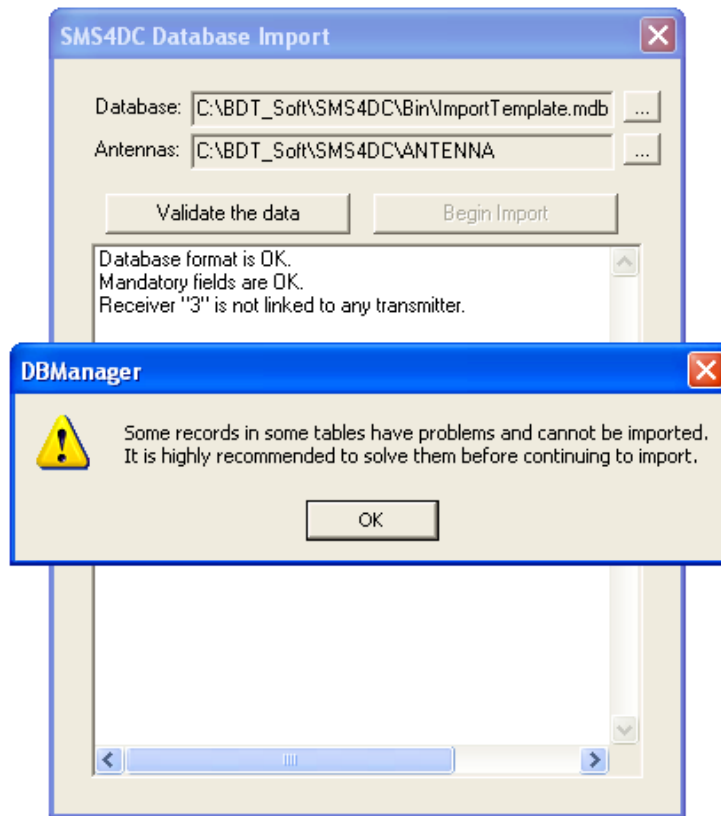 SMS4DC Database Import
Database: C:\BDT_Soft\SMS4DC\Bin\ImportTemplate.mdb ...
Antennas: C:\BDT_Soft\SMS4DC\ANTENNA ...
Validate the data Begin Import
Database format is OK.
Mandatory fields are OK.
Receiver "3" is not linked to any transmitter.
DBManager
Some records in some tables have problems and cannot be imported.
It is highly recommended to solve them before continuing to import.
OK